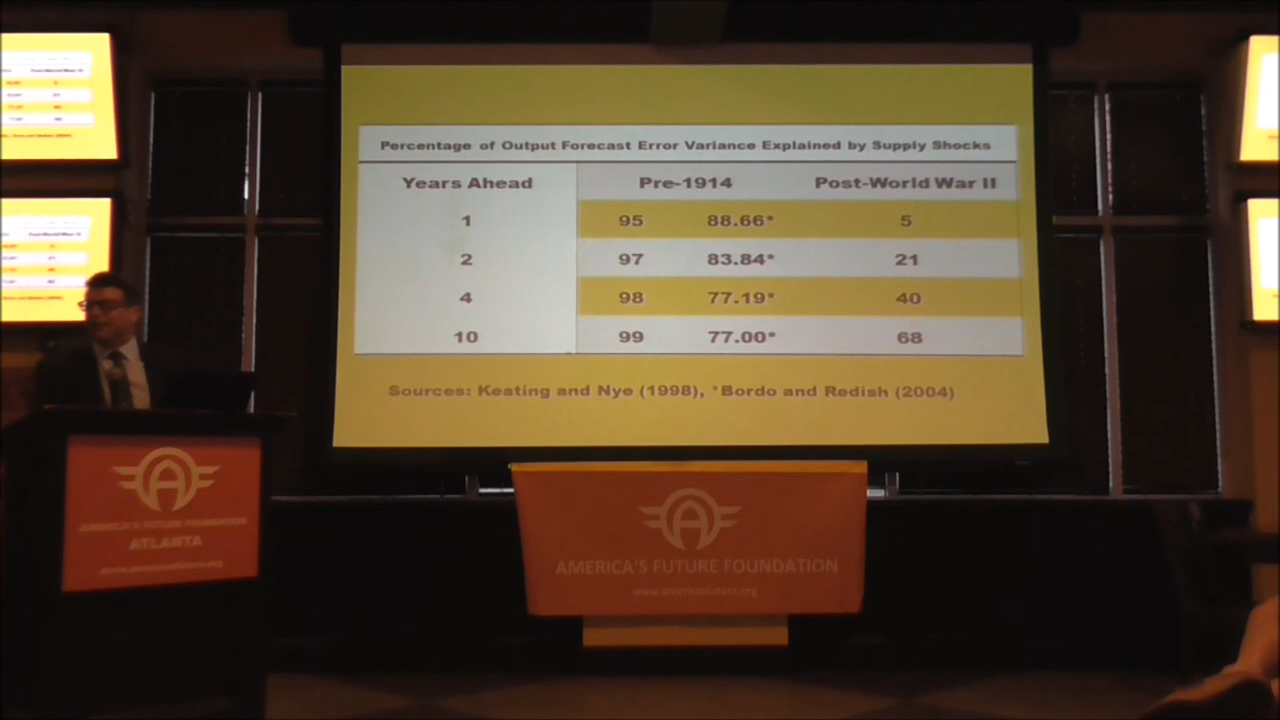 Percentage of Output Forecast Error Variance Explained by Supply Shocks
Years Ahead Pre-1914 Post-World War II
1 95 88.66* 5
2 97 83.84* 21
4 98 77.19* 40
10 99 77.00* 68
Sources: Keating and Nye (1998), *Bordo and Redish (2004)
A
AMERICA'S FUTURE FOUNDATION
ATLANTA
www.americasfuture.org
A
AMERICA'S FUTURE FOUNDATION
www.americasfuture.org